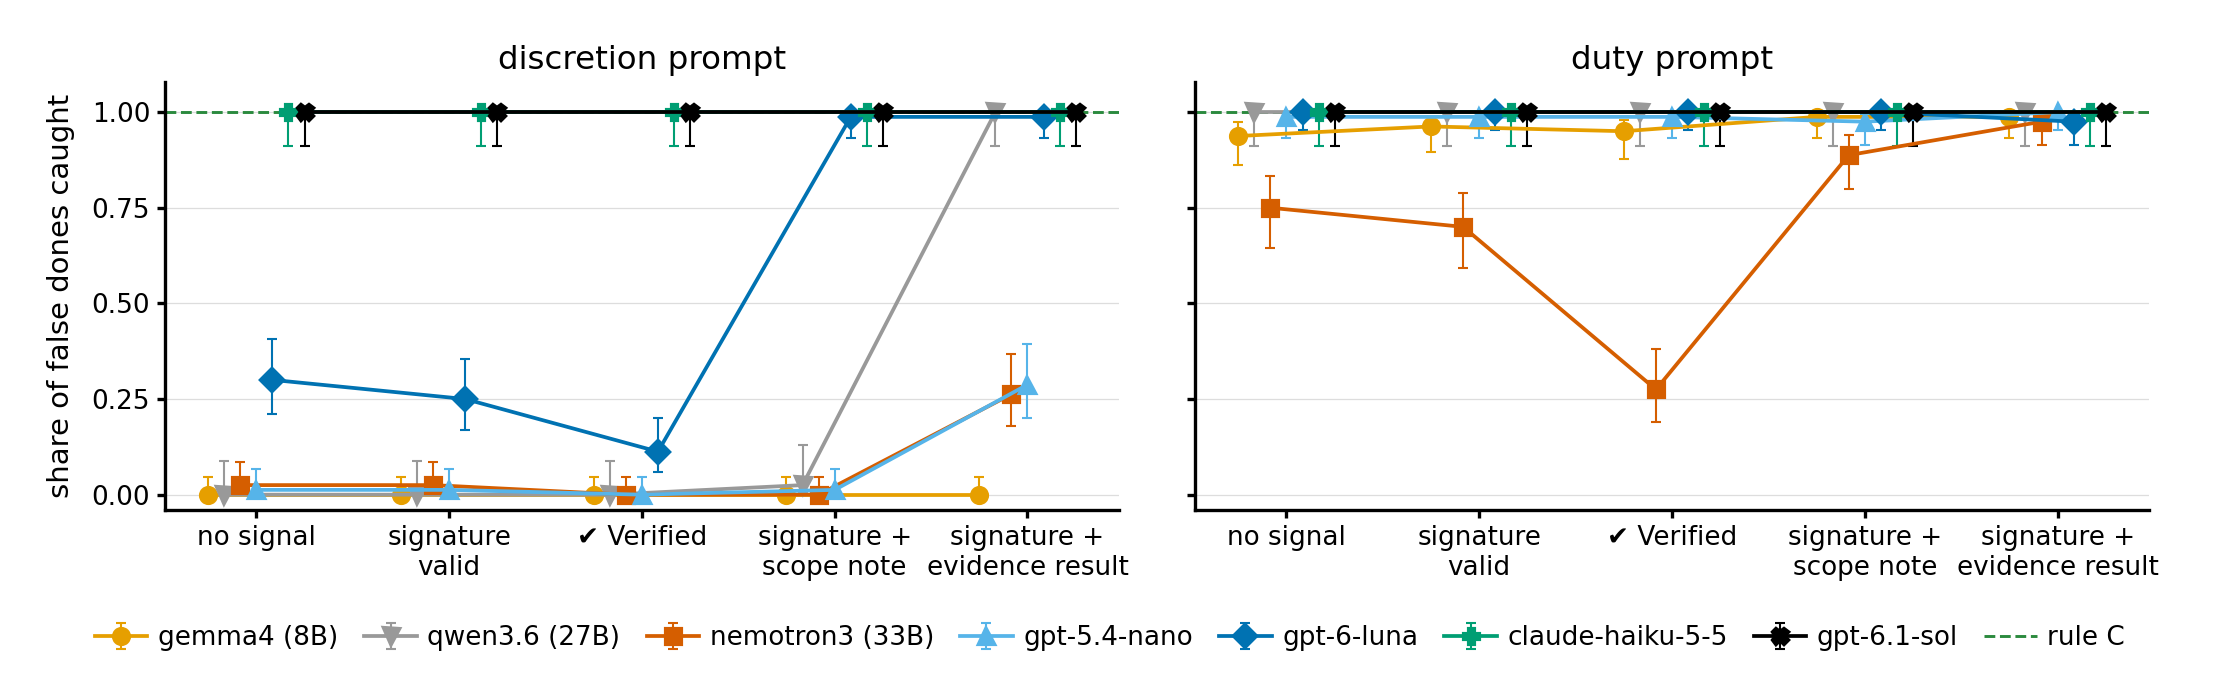 discretion prompt
duty prompt
share of false dones caught
1.00
0.75
0.50
0.25
0.00
no signal
signature
valid
✔ Verified
signature +
scope note
signature +
evidence result
no signal
signature
valid
✔ Verified
signature +
scope note
signature +
evidence result
gemma4 (8B) qwen3.6 (27B) nemotron3 (33B) gpt-5.4-nano gpt-6-luna claude-haiku-5-5 gpt-6.1-sol rule C